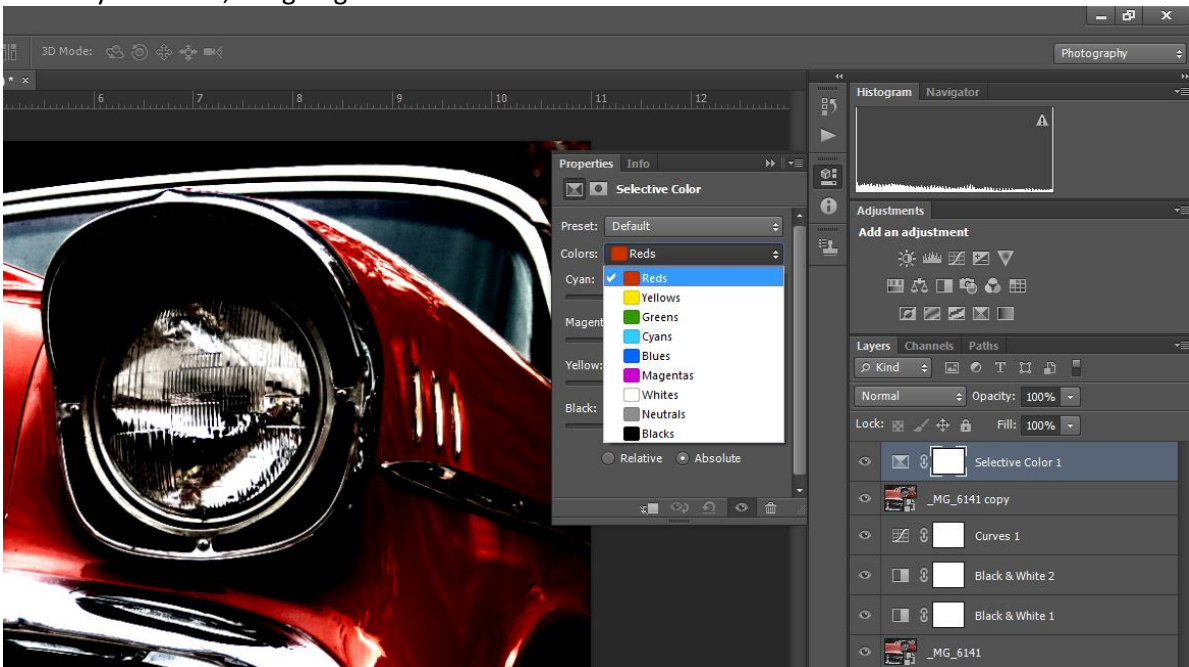 3D Mode:
Photography
* x
6 7 8 9 10 11 12
Histogram Navigator
Properties Info
Selective Color
Preset: Default
Colors: Reds
Cyan:
Reds
Yellows
Greens
Cyans
Blues
Magentas
Whites
Neutrals
Blacks
Magent
Yellow:
Black:
Relative Absolute
Adjustments
Add an adjustment
Layers Channels Paths
Kind
Normal Opacity: 100%
Lock: Fill: 100%
Selective Color 1
_MG_6141 copy
Curves 1
Black & White 2
Black & White 1
_MG_6141